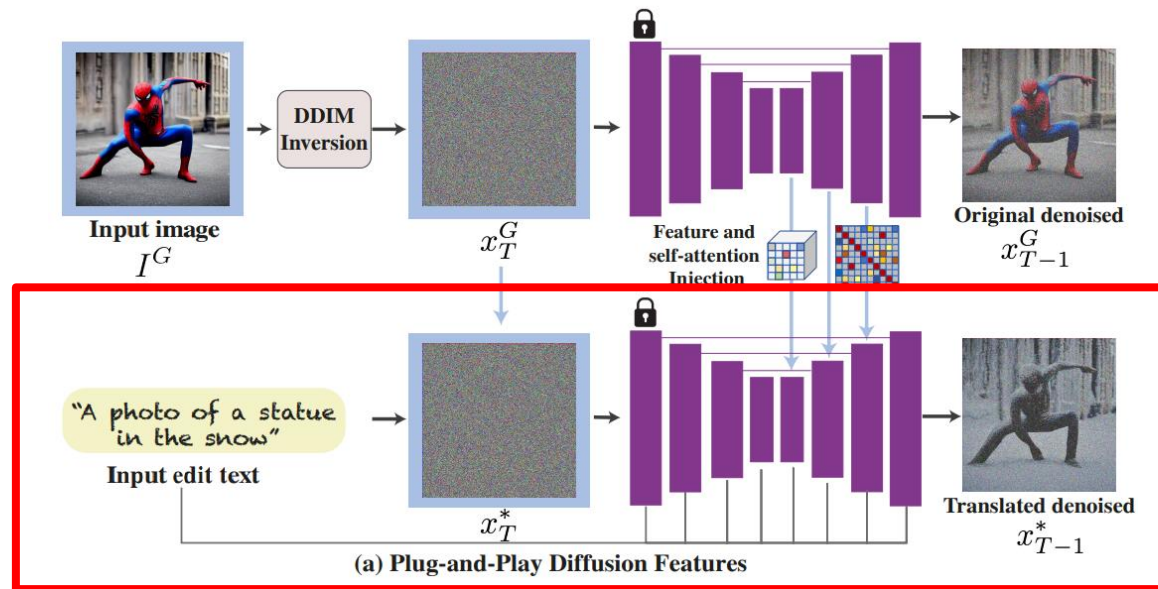 DDIM
Inversion
Input image
I^G
x_T^G
Feature and
self-attention
Injection
Original denoised
x_{T-1}^G
"A photo of a statue
in the snow"
Input edit text
x_T^*
Translated denoised
x_{T-1}^*
(a) Plug-and-Play Diffusion Features